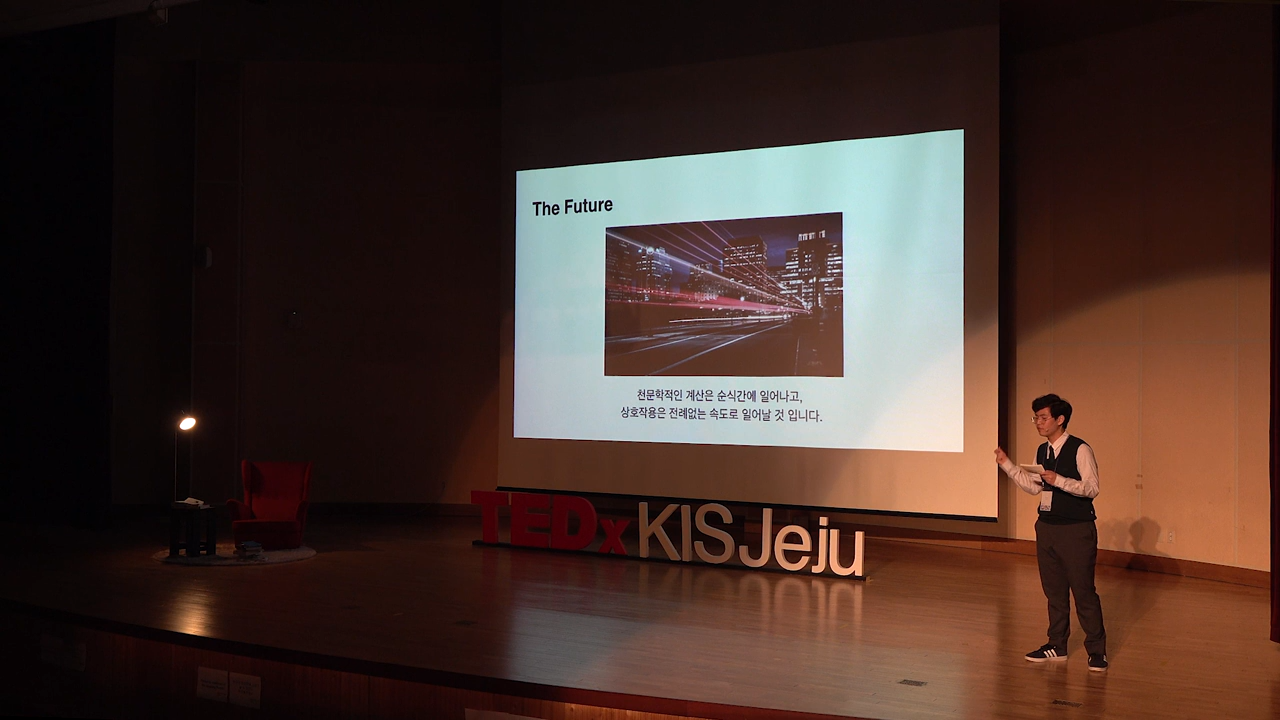 The Future
천문학적인 계산은 순식간에 일어나고,
상호작용은 전례없는 속도로 일어날 것 입니다.
TEDxKISJeju